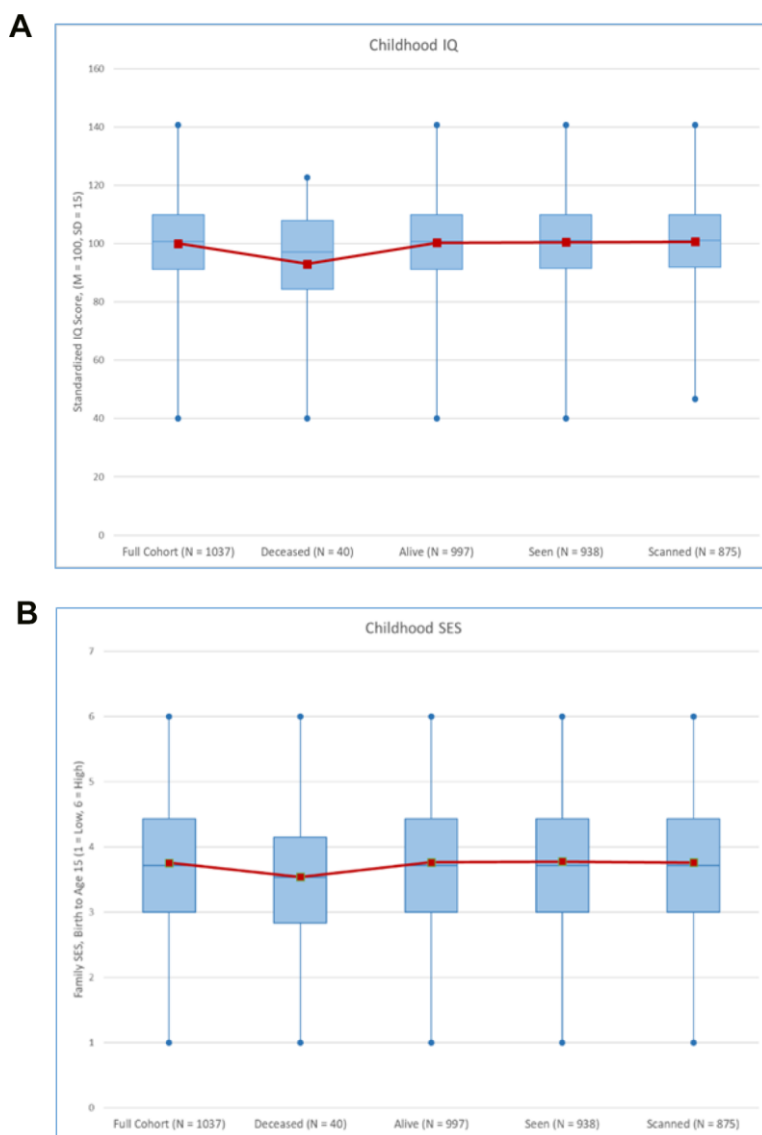 A
Childhood IQ
Standardized IQ Score, (M = 100, SD = 15)
160
140
120
100
80
60
40
20
0
Full Cohort (N = 1037) Deceased (N = 40) Alive (N = 997) Seen (N = 938) Scanned (N = 875)
B
Childhood SES
Family SES, Birth to Age 15 (1 = Low, 6 = High)
7
6
5
4
3
2
1
0
Full Cohort (N = 1037) Deceased (N = 40) Alive (N = 997) Seen (N = 938) Scanned (N = 875)